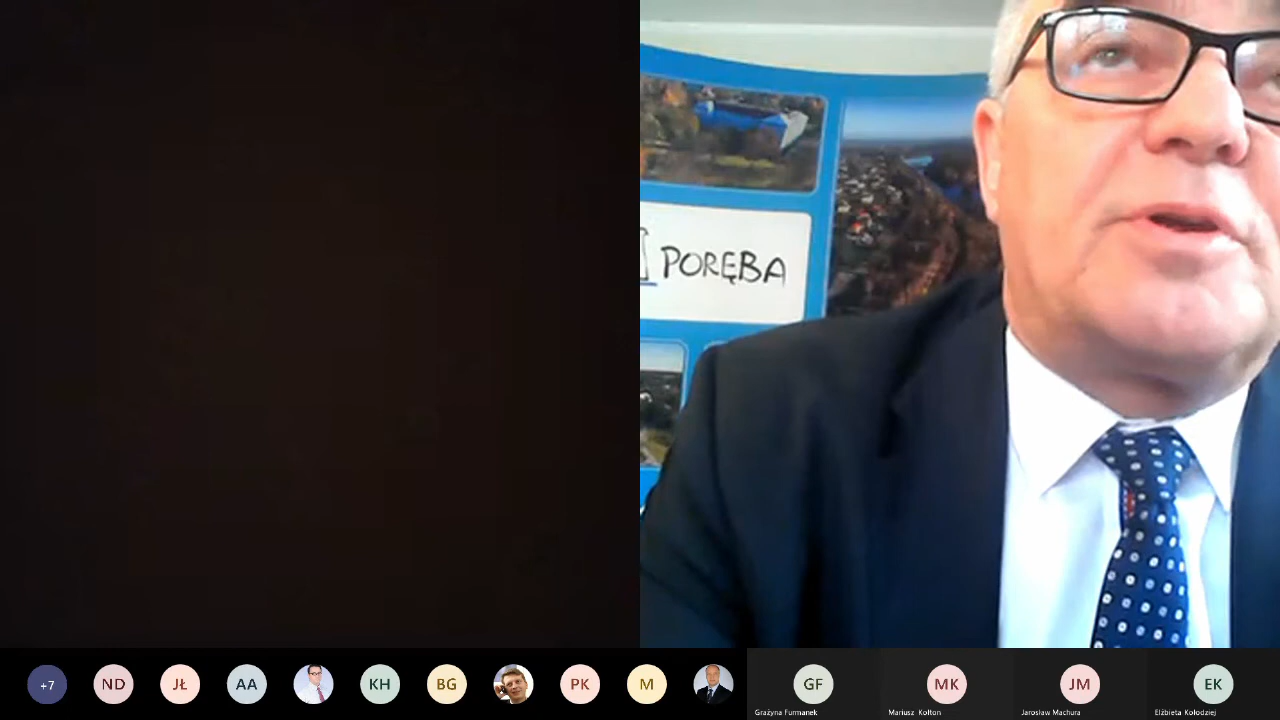 PORĘBA
+7
ND
JŁ
AA
KH
BG
PK
M
GF
MK
JM
EK
Grażyna Furmanek
Mariusz Kołton
Jarosław Machura
Elżbieta Kołodziej